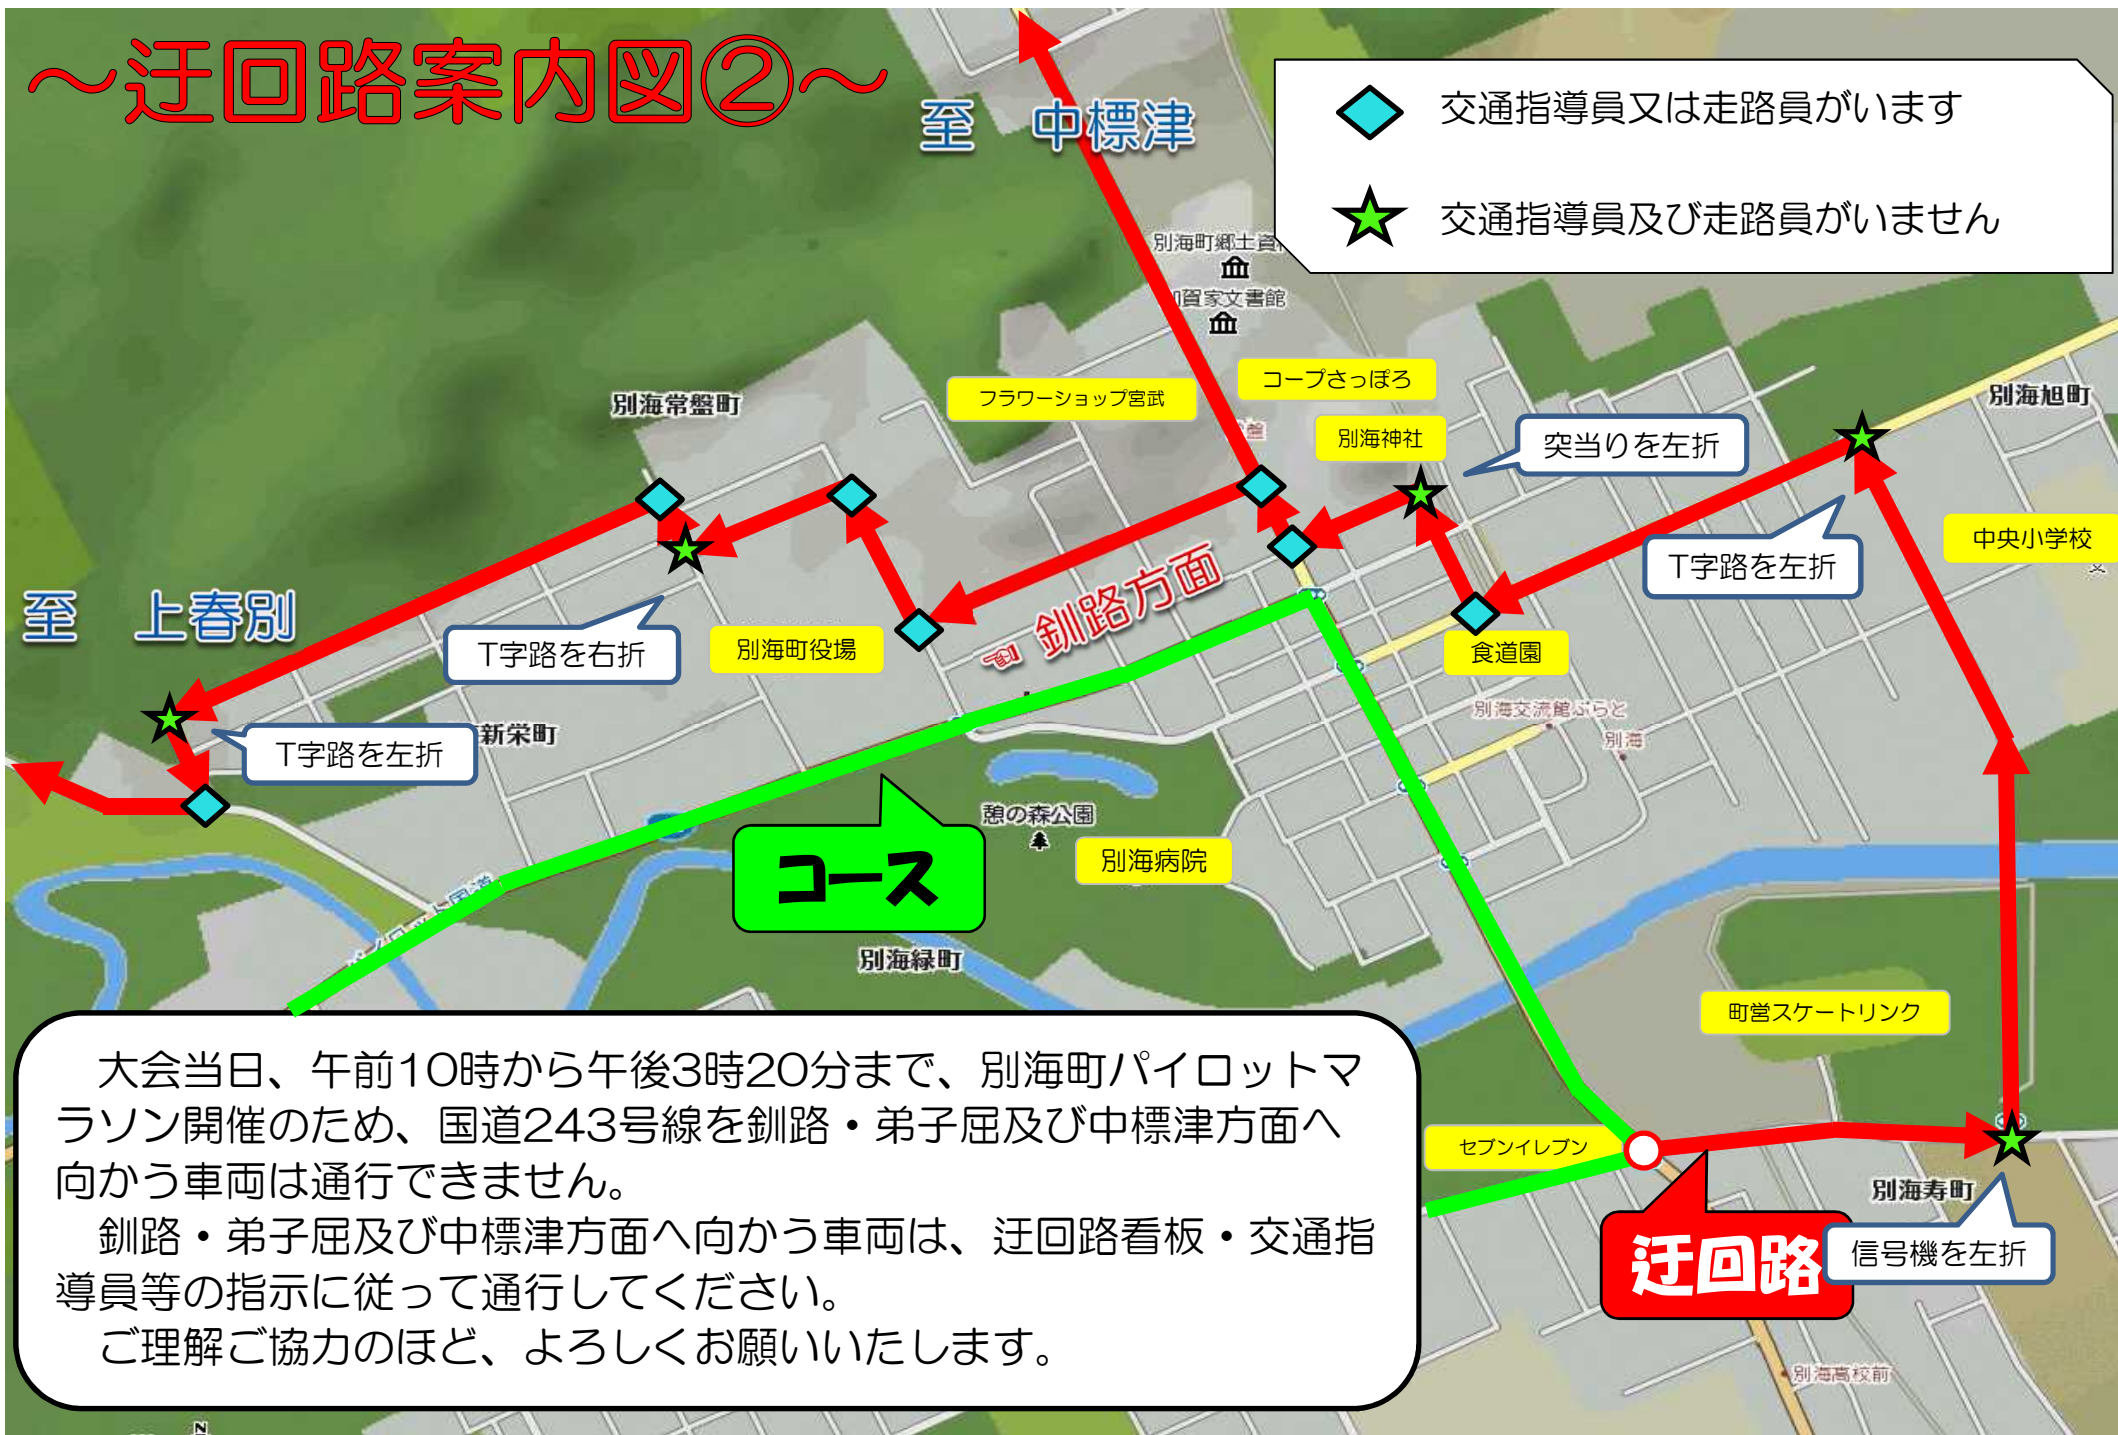 ～迂回路案内図②～
至 中標津
交通指導員又は走路員がいます
交通指導員及び走路員がいません
別海町郷土資
賀家文書館
コープさっぽろ
フラワーショップ宮武
別海常盤町
別海旭町
別海神社
突当りを左折
中央小学校
T字路を左折
釧路方面
至 上春別
T字路を右折
別海町役場
食道園
別海交流館ぷらと
別海
新栄町
T字路を左折
憩の森公園
コース
別海病院
パイロット国道
別海緑町
町営スケートリンク
大会当日、午前10時から午後3時20分まで、別海町パイロットマ
ラソン開催のため、国道243号線を釧路・弟子屈及び中標津方面へ
向かう車両は通行できません。
釧路・弟子屈及び中標津方面へ向かう車両は、迂回路看板・交通指
導員等の指示に従って通行してください。
ご理解ご協力のほど、よろしくお願いいたします。
セブンイレブン
別海寿町
迂回路
信号機を左折
別海高校前